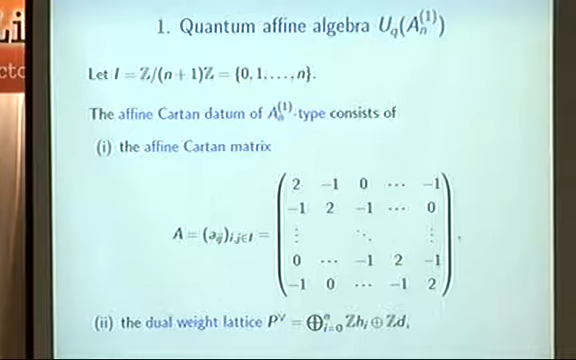 1. Quantum affine algebra U_q(A_n^{(1)})
Let I = ℤ/(n + 1)ℤ = {0, 1, ..., n}.
The affine Cartan datum of A_n^{(1)}-type consists of
(i) the affine Cartan matrix
2 -1 0 ⋯ -1
-1 2 -1 ⋯ 0
⋮ ⋱ ⋮
A = (a_{ij})_{i,j∈I} =
0 ⋯ -1 2 -1
-1 0 ⋯ -1 2
(ii) the dual weight lattice P^∨ = ⨁_{i=0}^n ℤh_i ⊕ ℤd,